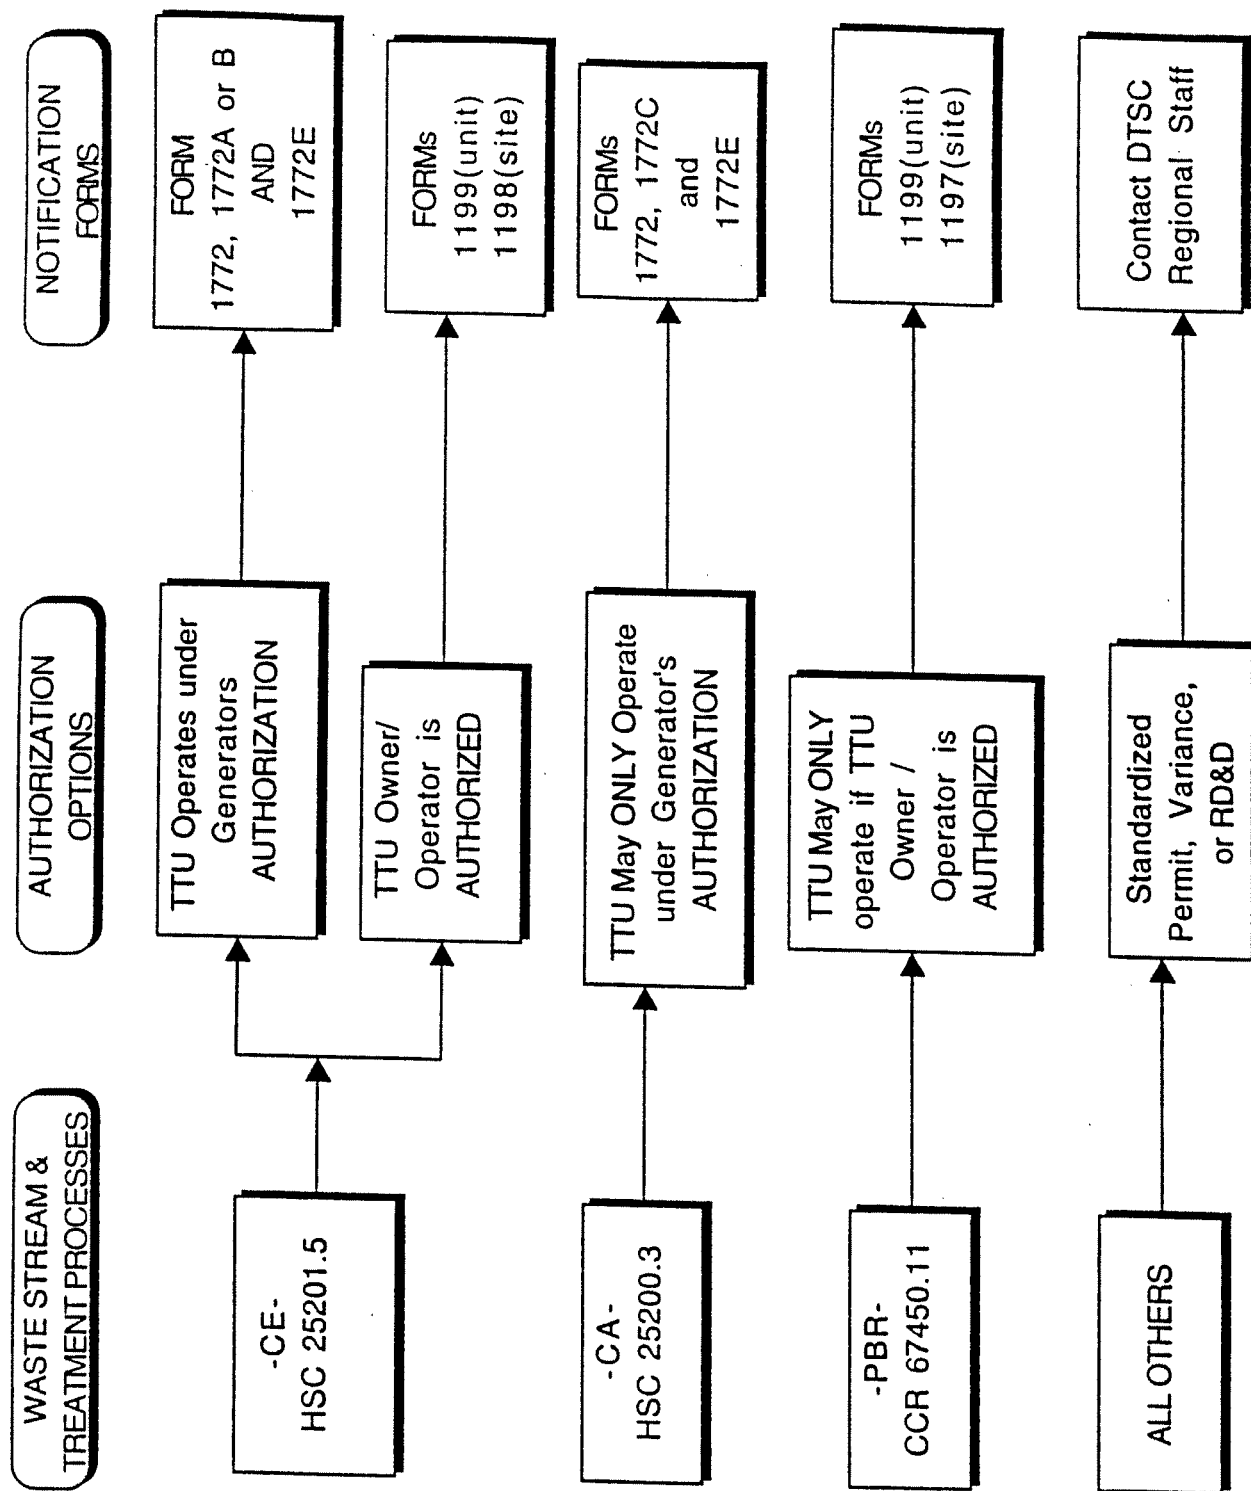 WASTE STREAM &
TREATMENT PROCESSES
AUTHORIZATION
OPTIONS
NOTIFICATION
FORMS
-CE-
HSC 25201.5
TTU Operates under
Generators
AUTHORIZATION
FORM
1772, 1772A or B
AND
1772E
TTU Owner/
Operator is
AUTHORIZED
FORMs
1199(unit)
1198(site)
-CA-
HSC 25200.3
TTU May ONLY Operate
under Generator's
AUTHORIZATION
FORMs
1772, 1772C
and
1772E
-PBR-
CCR 67450.11
TTU May ONLY
operate if TTU
Owner /
Operator is
AUTHORIZED
FORMs
1199(unit)
1197(site)
ALL OTHERS
Standardized
Permit, Variance,
or RD&D
Contact DTSC
Regional Staff